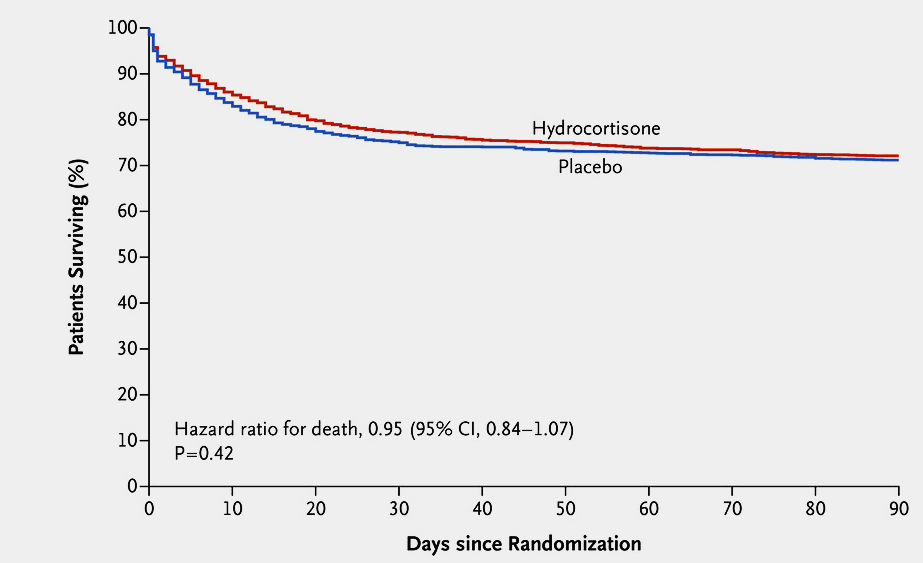 100
90
80
70
60
50
40
30
20
10
0
Patients Surviving (%)
Hydrocortisone
Placebo
Hazard ratio for death, 0.95 (95% CI, 0.84–1.07)
P=0.42
0 10 20 30 40 50 60 70 80 90
Days since Randomization